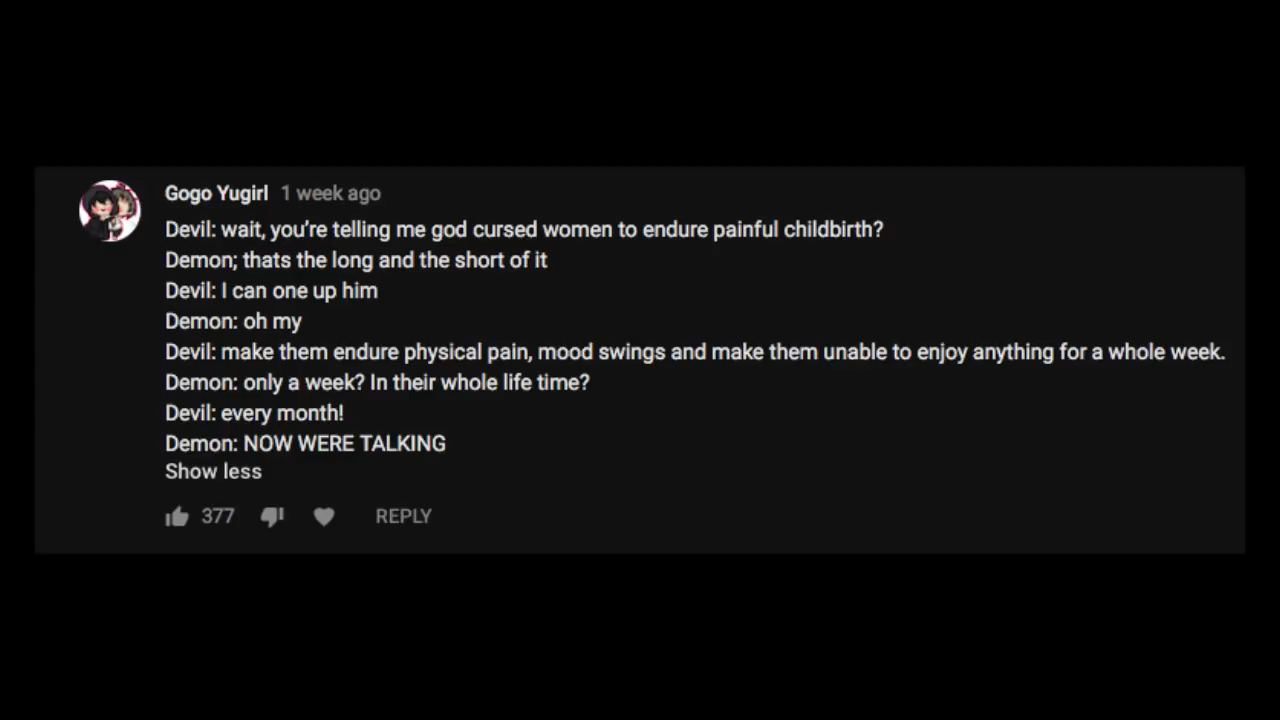 Gogo Yugirl 1 week ago
Devil: wait, you're telling me god cursed women to endure painful childbirth?
Demon; thats the long and the short of it
Devil: I can one up him
Demon: oh my
Devil: make them endure physical pain, mood swings and make them unable to enjoy anything for a whole week.
Demon: only a week? In their whole life time?
Devil: every month!
Demon: NOW WERE TALKING
Show less
377 REPLY